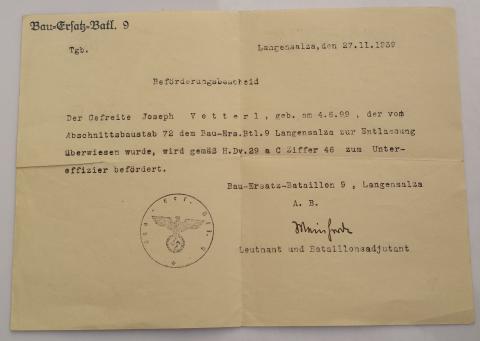 Bau-Ersatz-Batl. 9
Tgb.
Langensalza, den 27.11.1939
Beförderungsbescheid
Der Gefreite Joseph Vetterl, geb. am 4.6.99, der vom
Abschnittsbaustab 72 dem Bau-Ers.Btl.9 Langensalza zur Entlassung
überwiesen wurde, wird gemäß H.Dv.29 a C Ziffer 46 zum Unter-
offizier befördert.
Bau-Ersatz-Bataillon 9, Langensalza
A. B.
Leutnant und Bataillonsadjutant